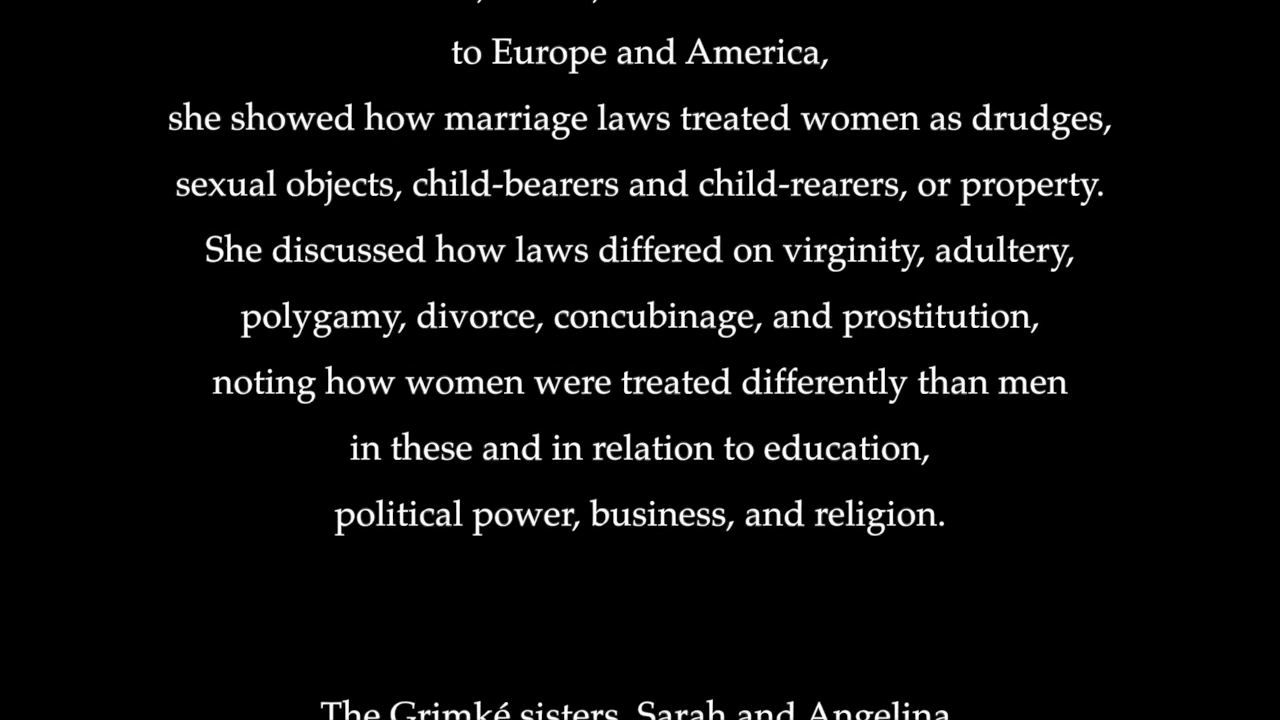 to Europe and America,
she showed how marriage laws treated women as drudges,
sexual objects, child-bearers and child-rearers, or property.
She discussed how laws differed on virginity, adultery,
polygamy, divorce, concubinage, and prostitution,
noting how women were treated differently than men
in these and in relation to education,
political power, business, and religion.
The Grimké sisters, Sarah and Angelina